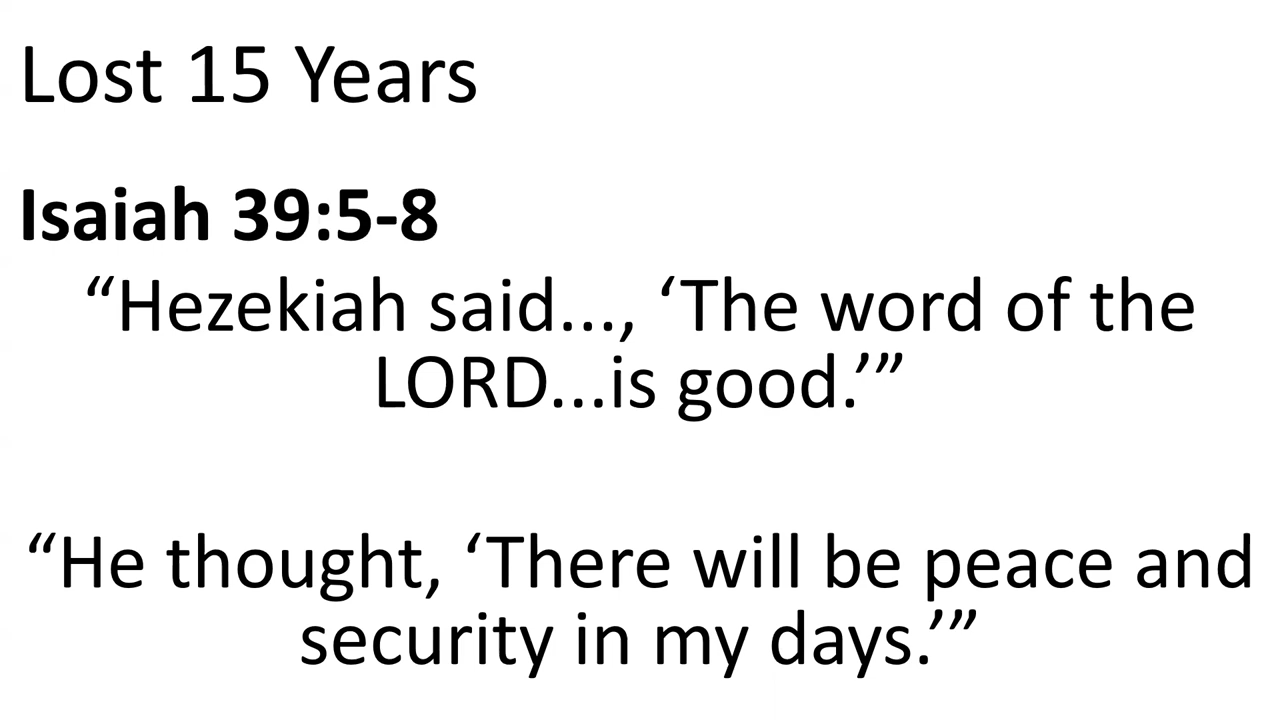 Lost 15 Years
Isaiah 39:5-8
“Hezekiah said..., ‘The word of the
LORD...is good.’”
“He thought, ‘There will be peace and
security in my days.’”